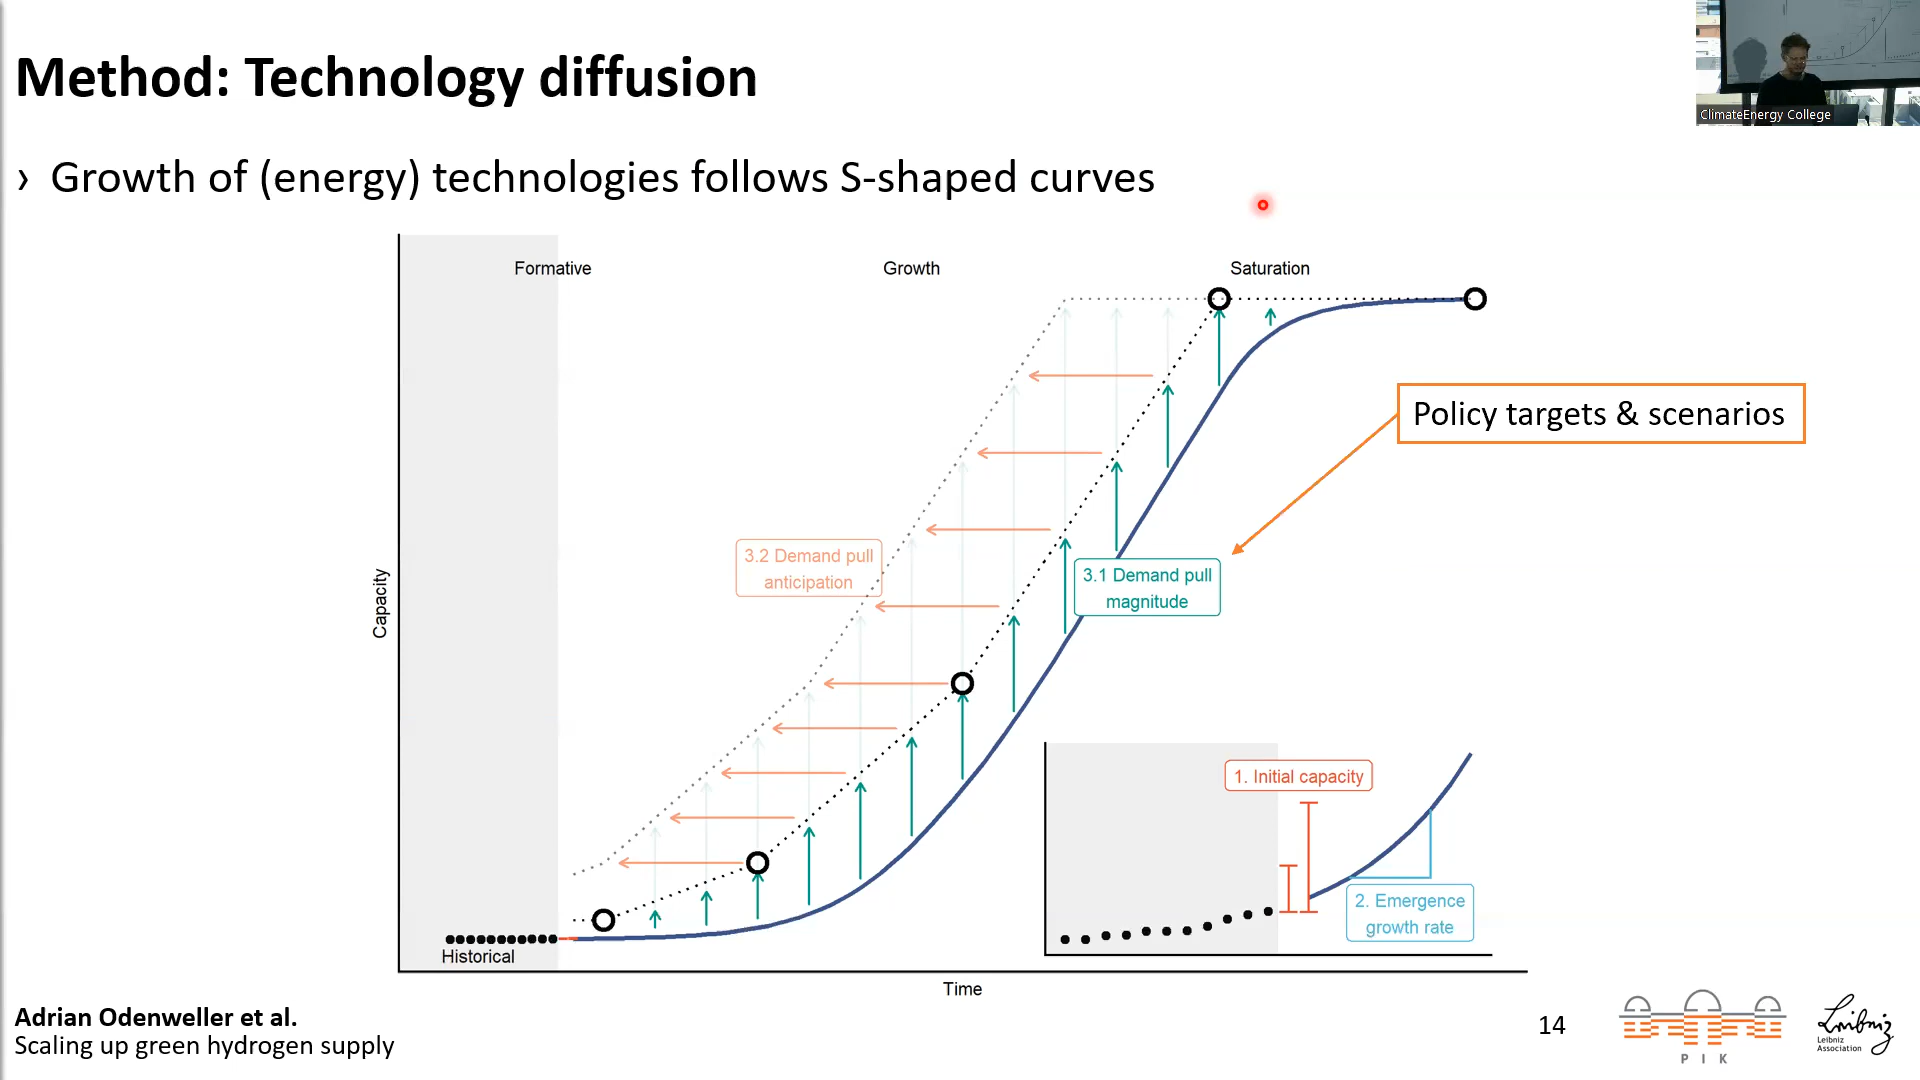 Method: Technology diffusion
ClimateEnergy College
› Growth of (energy) technologies follows S-shaped curves
Formative
Growth
Saturation
Policy targets & scenarios
3.2 Demand pull
anticipation
3.1 Demand pull
magnitude
Capacity
1. Initial capacity
2. Emergence
growth rate
Historical
Time
Adrian Odenweller et al.
Scaling up green hydrogen supply
14
P I K
Leibniz
Leibniz
Association